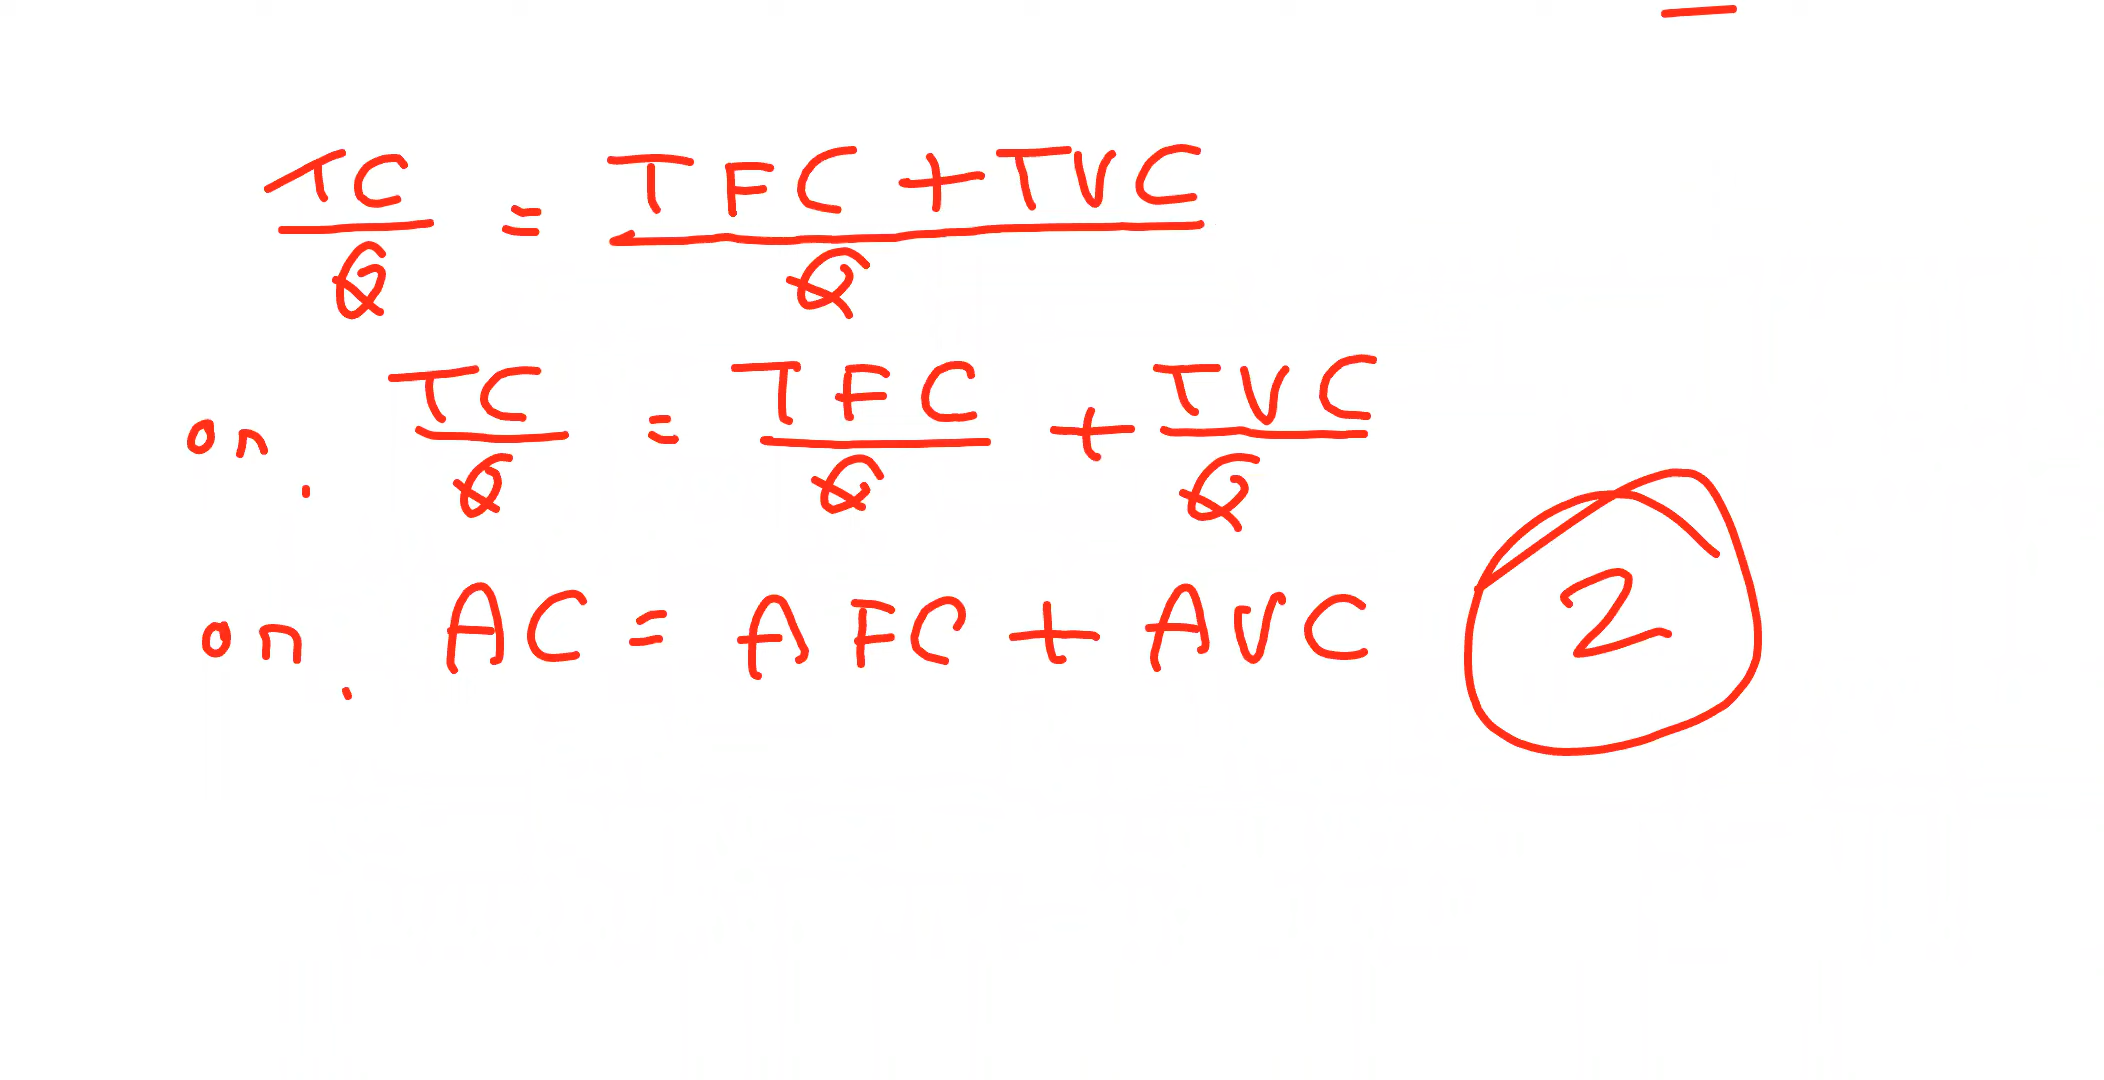 TC/Q = TFC + TVC/Q
or. TC/Q = TFC/Q + TVC/Q
or. AC = AFC + AVC 2